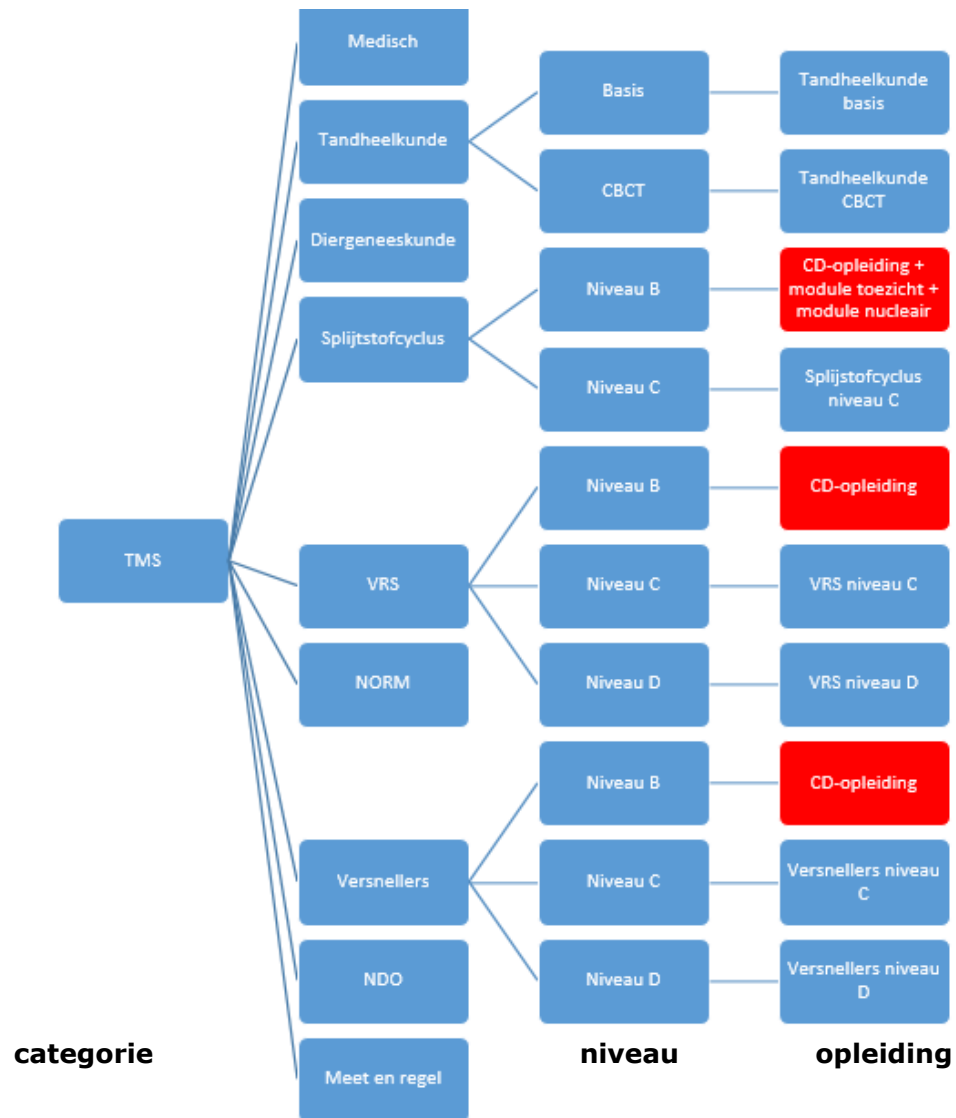 Medisch
Basis
Tandheelkunde
basis
Tandheelkunde
CBCT
Tandheelkunde
CBCT
Diergeneeskunde
Niveau B
CD-opleiding +
module toezicht +
module nucleair
Splijtstofcyclus
Niveau C
Splijstofcyclus
niveau C
Niveau B
CD-opleiding
TMS
VRS
Niveau C
VRS niveau C
NORM
Niveau D
VRS niveau D
Niveau B
CD-opleiding
Versnellers
Niveau C
Versnellers niveau
C
NDO
Niveau D
Versnellers niveau
D
categorie
niveau
opleiding
Meet en regel